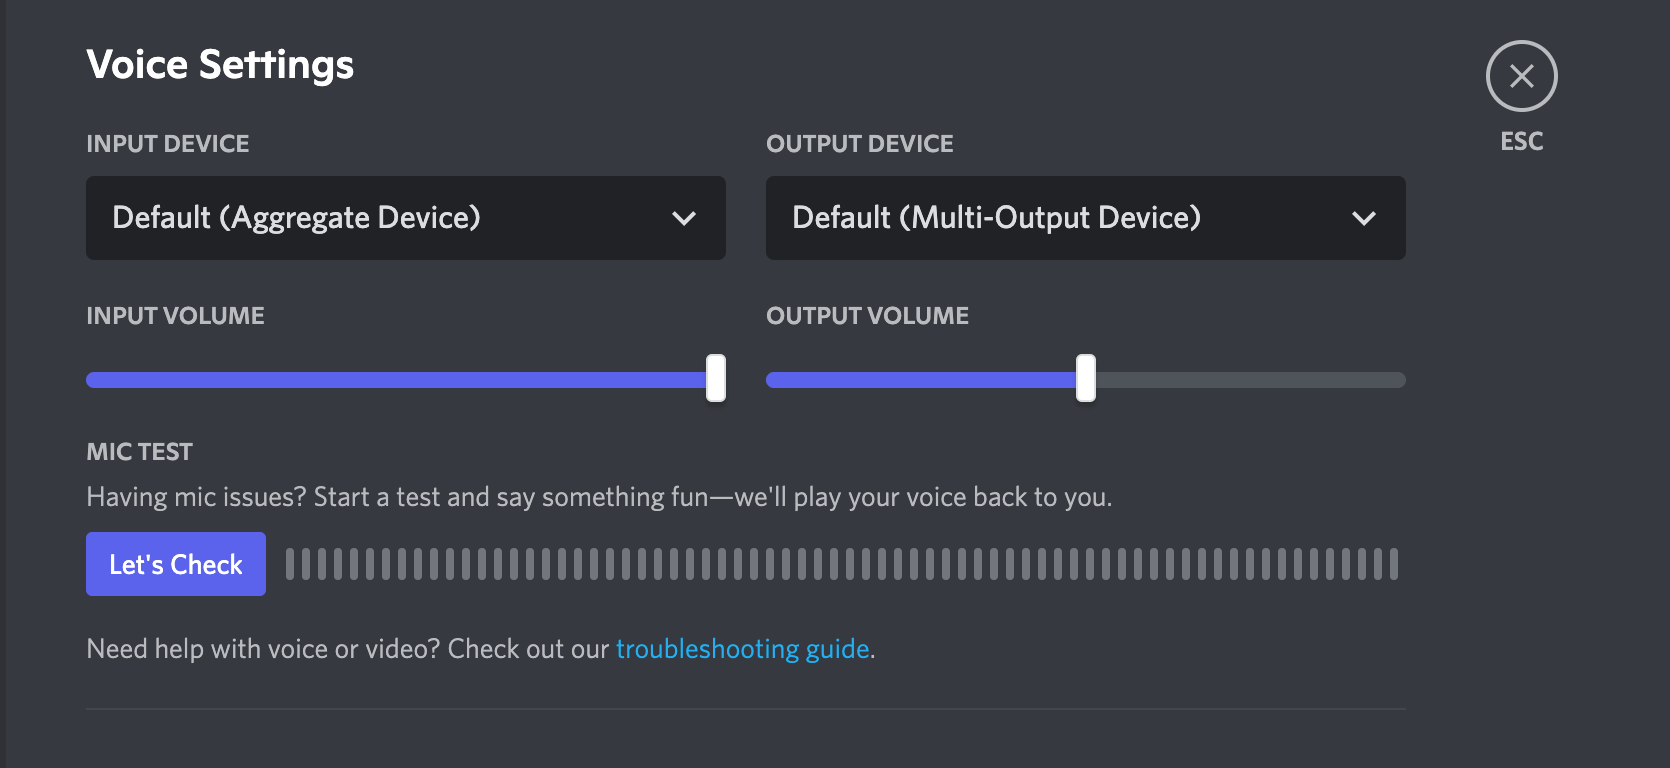 Voice Settings
ESC
INPUT DEVICE
OUTPUT DEVICE
Default (Aggregate Device)
Default (Multi-Output Device)
INPUT VOLUME
OUTPUT VOLUME
MIC TEST
Having mic issues? Start a test and say something fun—we'll play your voice back to you.
Let's Check
Need help with voice or video? Check out our troubleshooting guide.